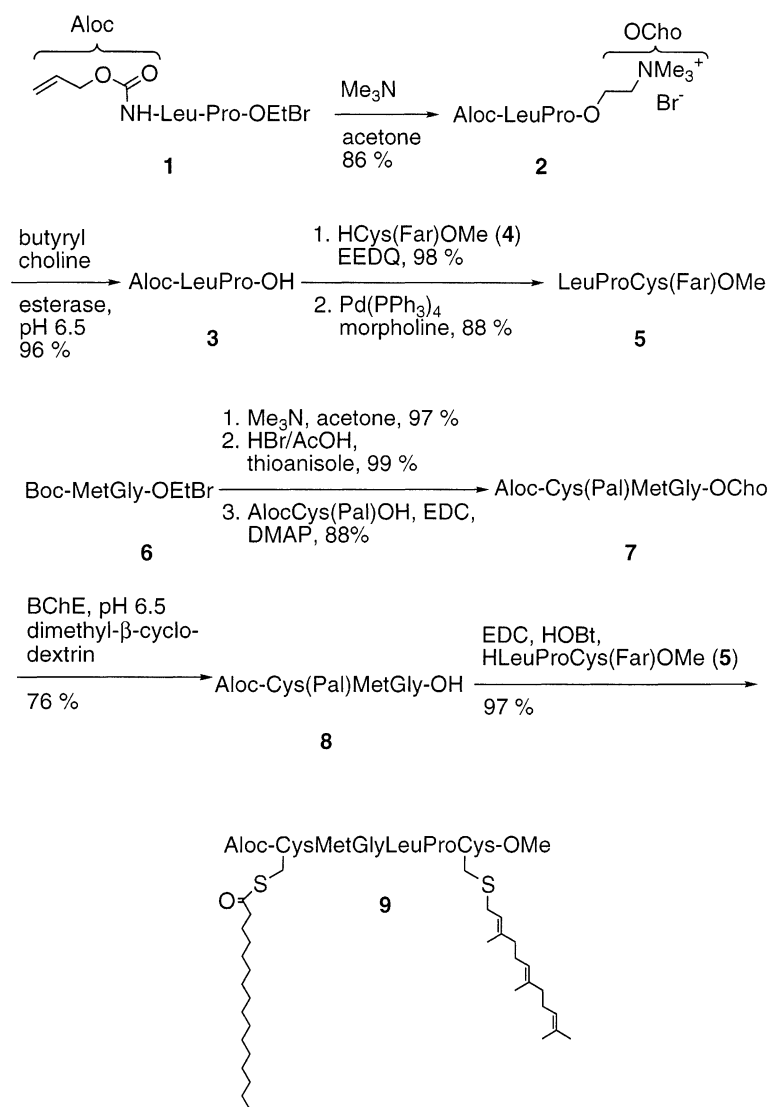 Aloc
OCho
O
O
NH-Leu-Pro-OEtBr
1
Me3N
acetone
86 %
NMe3+
Br-
Aloc-LeuPro-O
2
butyryl
choline
esterase,
pH 6.5
96 %
Aloc-LeuPro-OH
3
1. HCys(Far)OMe (4)
EEDQ, 98 %
2. Pd(PPh3)4
morpholine, 88 %
LeuProCys(Far)OMe
5
Boc-MetGly-OEtBr
6
1. Me3N, acetone, 97 %
2. HBr/AcOH,
thioanisole, 99 %
3. AlocCys(Pal)OH, EDC,
DMAP, 88%
Aloc-Cys(Pal)MetGly-OCho
7
BChE, pH 6.5
dimethyl-β-cyclo-
dextrin
76 %
Aloc-Cys(Pal)MetGly-OH
8
EDC, HOBt,
HLeuProCys(Far)OMe (5)
97 %
Aloc-CysMetGlyLeuProCys-OMe
S
O
9
S